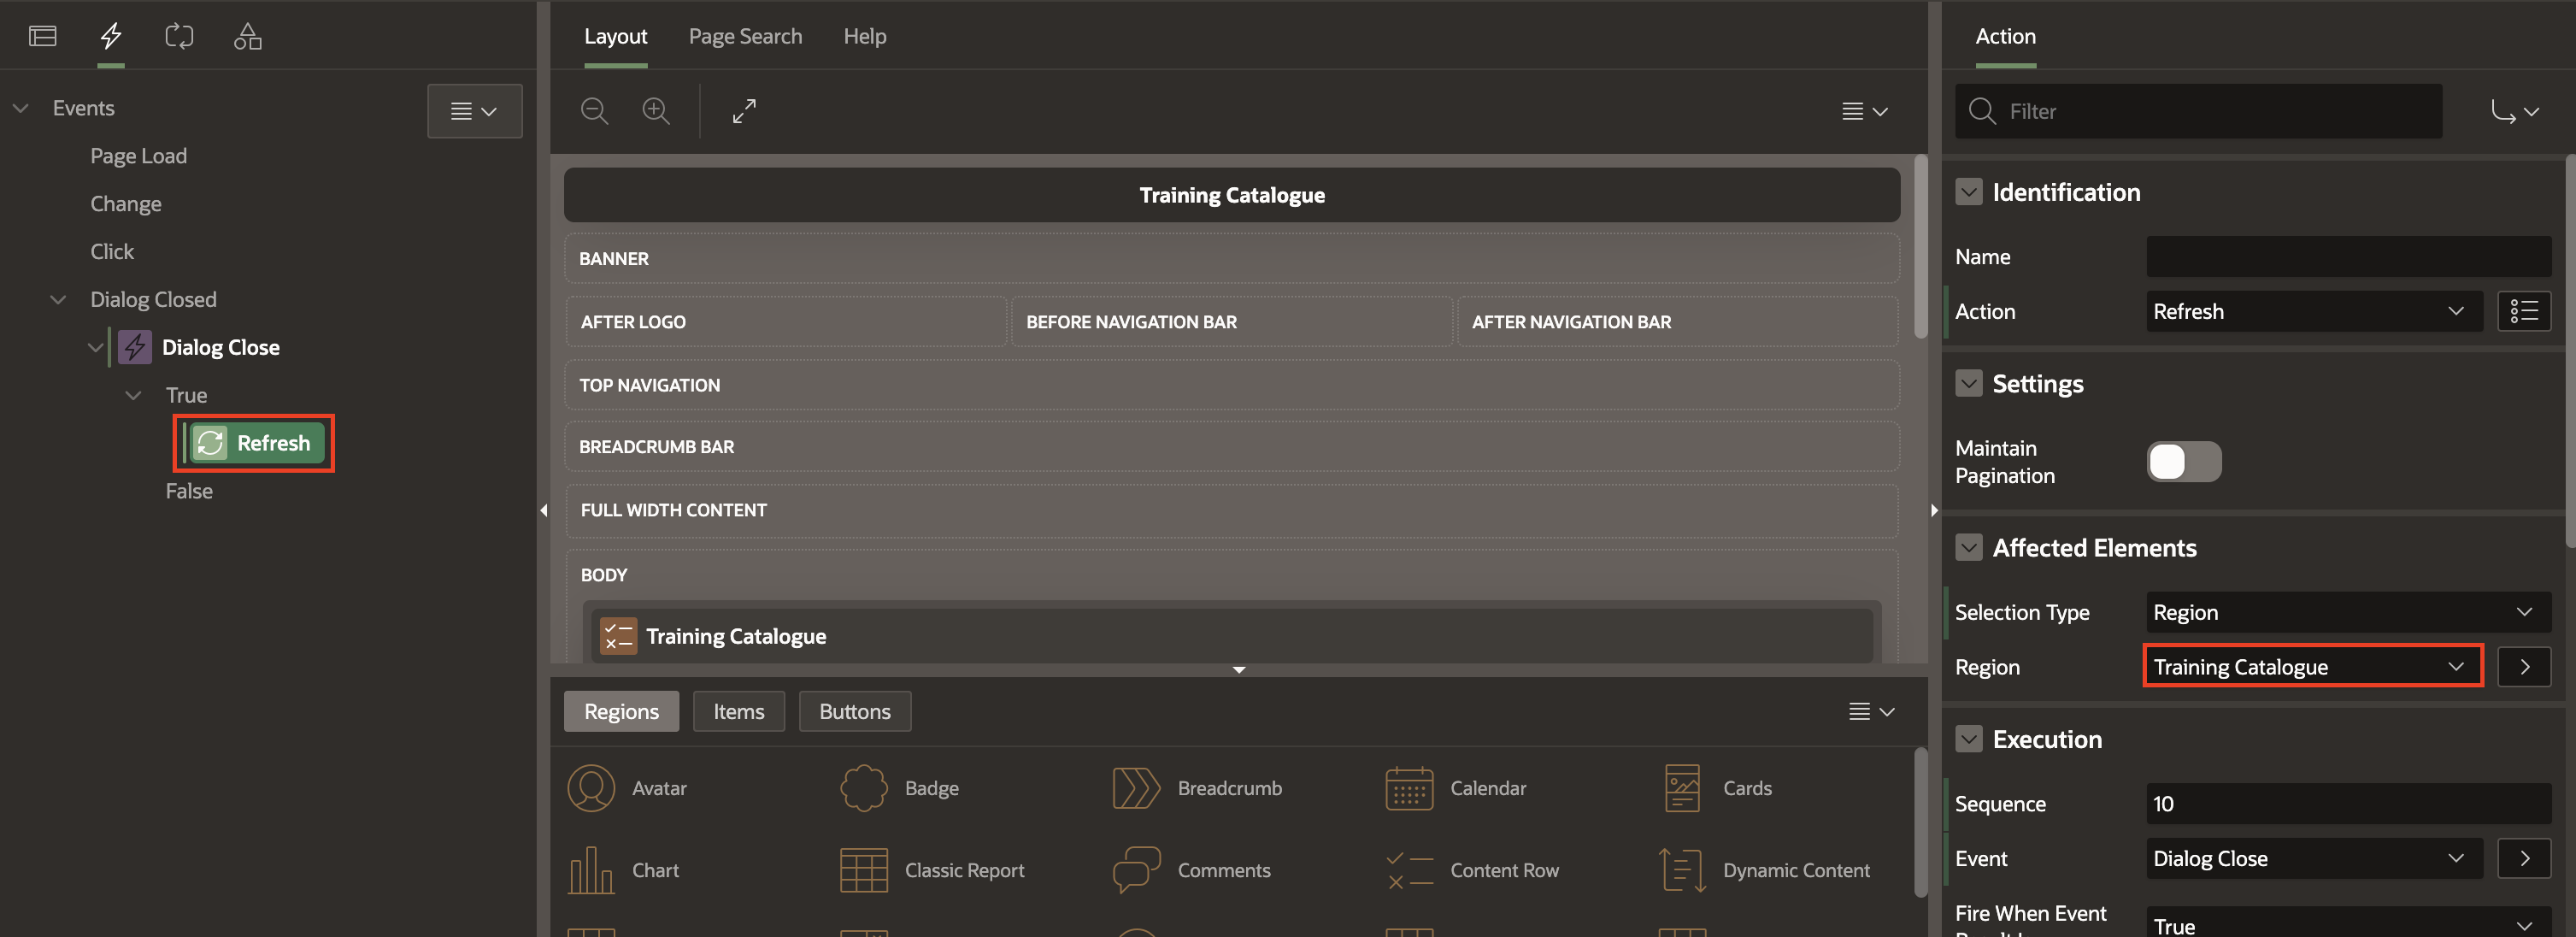 Layout
Page Search
Help
Action
Events
Filter
Page Load
Change
Click
Dialog Closed
Dialog Close
True
Refresh
False
Training Catalogue
BANNER
AFTER LOGO
BEFORE NAVIGATION BAR
AFTER NAVIGATION BAR
TOP NAVIGATION
BREADCRUMB BAR
FULL WIDTH CONTENT
BODY
Training Catalogue
Regions
Items
Buttons
Avatar
Badge
Breadcrumb
Calendar
Cards
Chart
Classic Report
Comments
Content Row
Dynamic Content
Identification
Name
Action
Refresh
Settings
Maintain
Pagination
Affected Elements
Selection Type
Region
Region
Training Catalogue
Execution
Sequence
10
Event
Dialog Close
Fire When Event
True